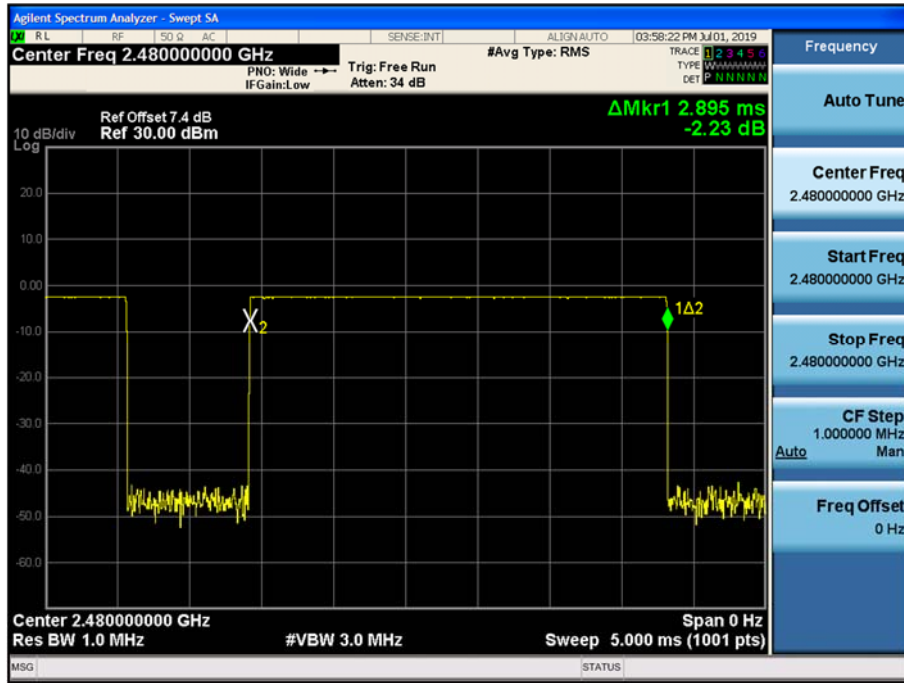 Agilent Spectrum Analyzer - Swept SA
LXI RL RF 50 Ω AC SENSE:INT ALIGN AUTO 03:58:22 PM Jul 01, 2019
Center Freq 2.480000000 GHz
PNO: Wide
IFGain:Low
Trig: Free Run
Atten: 34 dB
#Avg Type: RMS
TRACE 1 2 3 4 5 6
TYPE WWWWWW
DET P N N N N N
Frequency
Ref Offset 7.4 dB
Ref 30.00 dBm
10 dB/div
Log
ΔMkr1 2.895 ms
-2.23 dB
20.0
10.0
0.00
-10.0
-20.0
-30.0
-40.0
-50.0
-60.0
2
1Δ2
Center 2.480000000 GHz
Span 0 Hz
Res BW 1.0 MHz
#VBW 3.0 MHz
Sweep 5.000 ms (1001 pts)
MSG
STATUS
Auto Tune
Center Freq
2.480000000 GHz
Start Freq
2.480000000 GHz
Stop Freq
2.480000000 GHz
CF Step
1.000000 MHz
Auto Man
Freq Offset
0 Hz